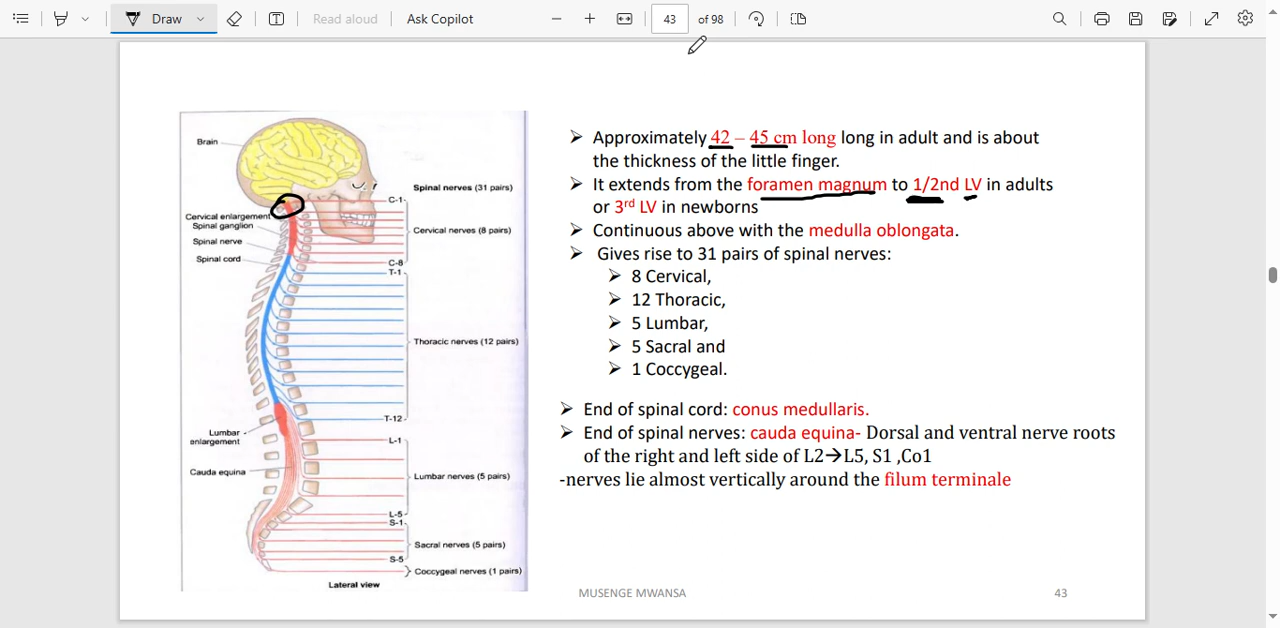 Draw
Read aloud
Ask Copilot
43
of 98
Brain
Cervical enlargement
Spinal ganglion
Spinal nerve
Spinal cord
Lumbar
enlargement
Cauda equina
Spinal nerves (31 pairs)
C-1
Cervical nerves (8 pairs)
C-8
T-1
Thoracic nerves (12 pairs)
T-12
L-1
Lumbar nerves (5 pairs)
L-5
S-1
Sacral nerves (5 pairs)
S-5
Coccygeal nerves (1 pairs)
Lateral view
➢ Approximately 42 – 45 cm long long in adult and is about
the thickness of the little finger.
➢ It extends from the foramen magnum to 1/2nd LV in adults
or 3rd LV in newborns
➢ Continuous above with the medulla oblongata.
➢ Gives rise to 31 pairs of spinal nerves:
➢ 8 Cervical,
➢ 12 Thoracic,
➢ 5 Lumbar,
➢ 5 Sacral and
➢ 1 Coccygeal.
➢ End of spinal cord: conus medullaris.
➢ End of spinal nerves: cauda equina- Dorsal and ventral nerve roots
of the right and left side of L2→L5, S1 ,Co1
-nerves lie almost vertically around the filum terminale
MUSENGE MWANSA
43